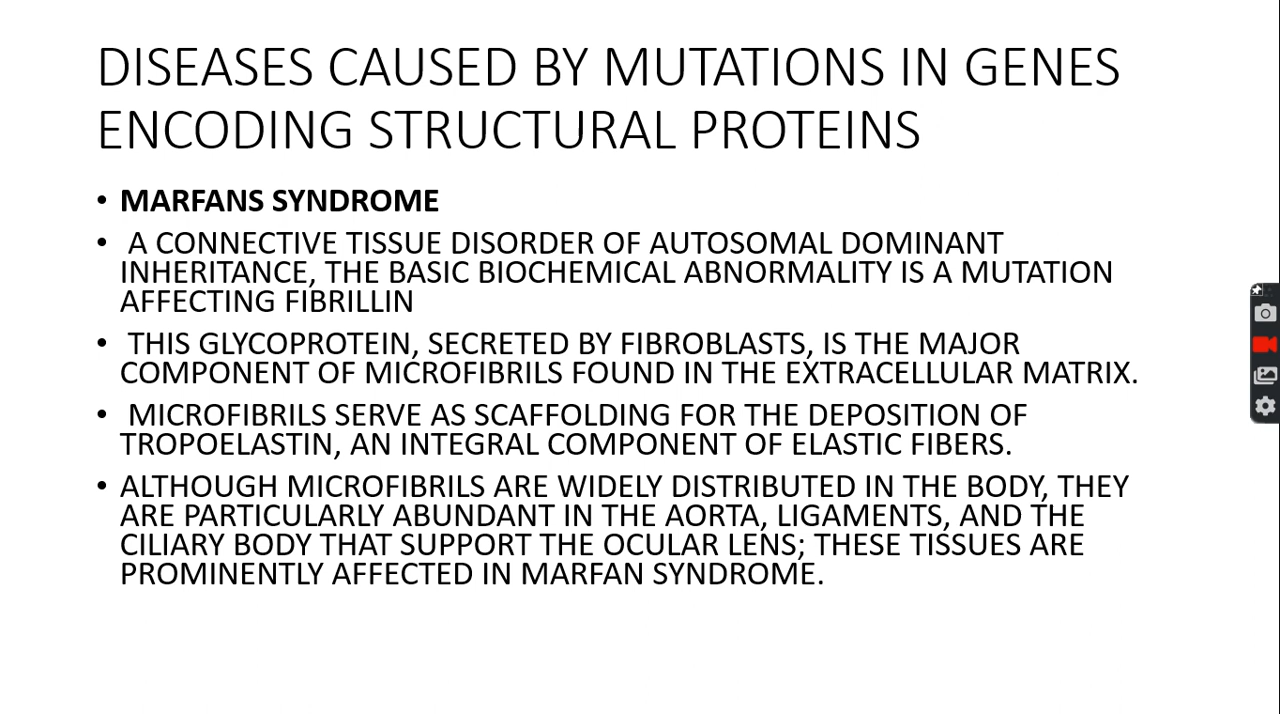 DISEASES CAUSED BY MUTATIONS IN GENES
ENCODING STRUCTURAL PROTEINS
• MARFANS SYNDROME
• A CONNECTIVE TISSUE DISORDER OF AUTOSOMAL DOMINANT
INHERITANCE, THE BASIC BIOCHEMICAL ABNORMALITY IS A MUTATION
AFFECTING FIBRILLIN
• THIS GLYCOPROTEIN, SECRETED BY FIBROBLASTS, IS THE MAJOR
COMPONENT OF MICROFIBRILS FOUND IN THE EXTRACELLULAR MATRIX.
• MICROFIBRILS SERVE AS SCAFFOLDING FOR THE DEPOSITION OF
TROPOELASTIN, AN INTEGRAL COMPONENT OF ELASTIC FIBERS.
• ALTHOUGH MICROFIBRILS ARE WIDELY DISTRIBUTED IN THE BODY, THEY
ARE PARTICULARLY ABUNDANT IN THE AORTA, LIGAMENTS, AND THE
CILIARY BODY THAT SUPPORT THE OCULAR LENS; THESE TISSUES ARE
PROMINENTLY AFFECTED IN MARFAN SYNDROME.